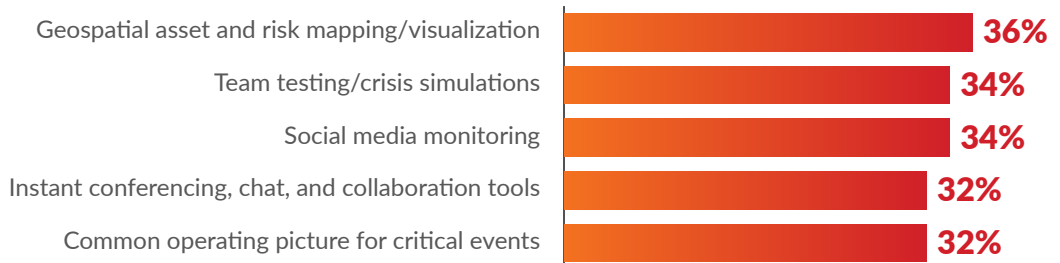 Geospatial asset and risk mapping/visualization 36%
Team testing/crisis simulations 34%
Social media monitoring 34%
Instant conferencing, chat, and collaboration tools 32%
Common operating picture for critical events 32%